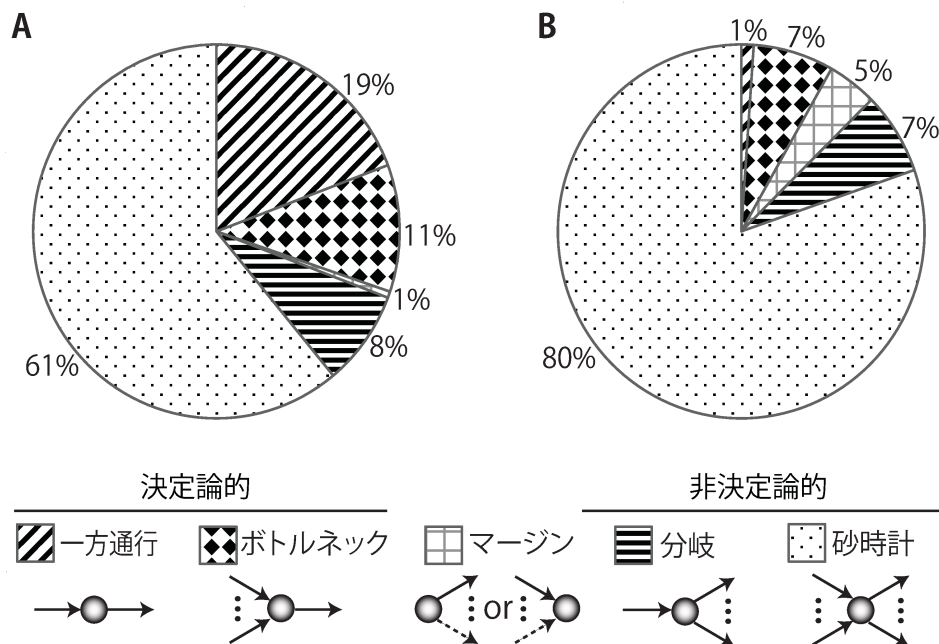 A
19%
11%
1%
8%
61%
B
1%
7%
5%
7%
80%
決定論的
非決定論的
一方通行
ボトルネック
マージン
分岐
砂時計
or